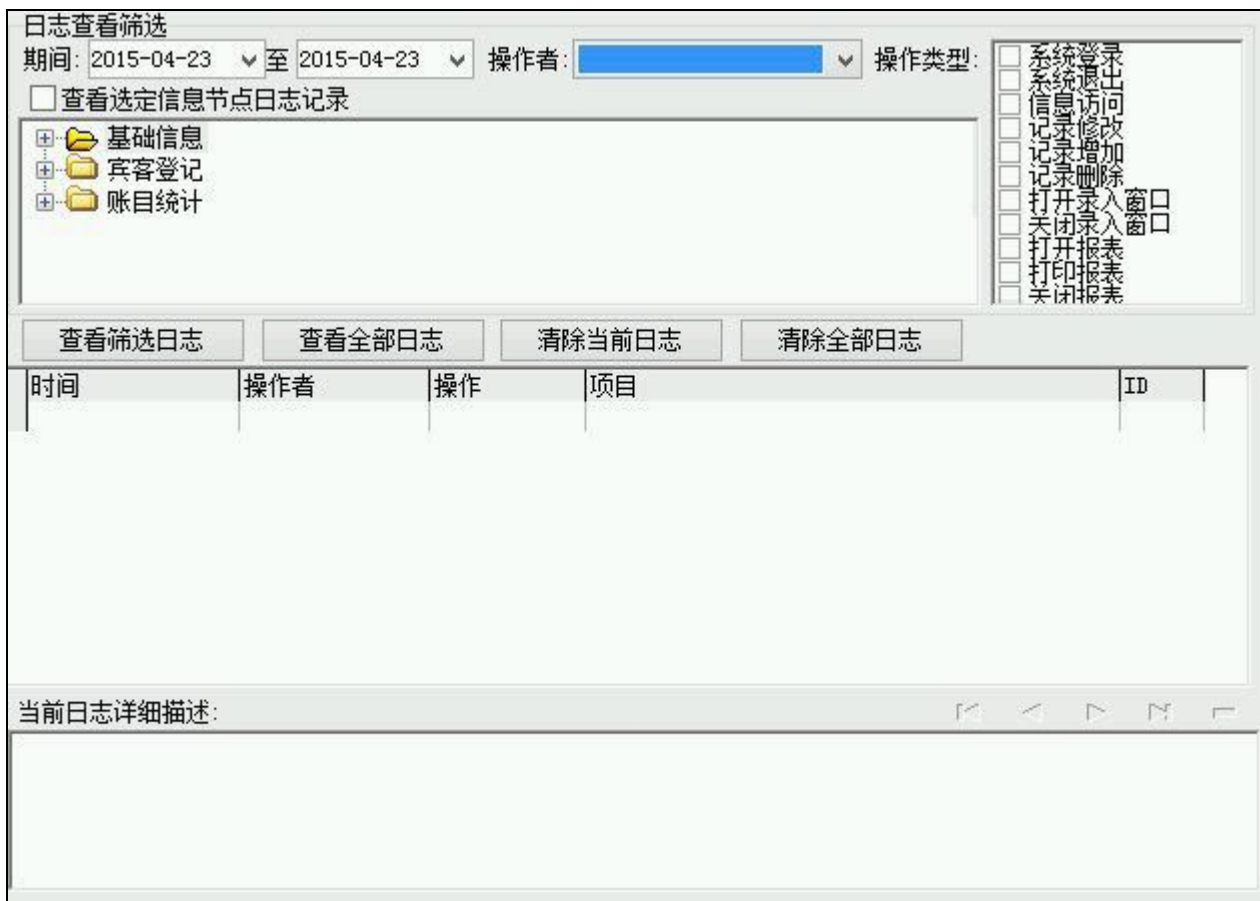 日志查看筛选
期间: 2015-04-23 至 2015-04-23 操作者: 操作类型:
系统登录
系统退出
信息访问
记录修改
记录增加
记录删除
打开录入窗口
关闭录入窗口
打开报表
打印报表
关闭报表
查看选定信息节点日志记录
基础信息
宾客登记
账目统计
查看筛选日志 查看全部日志 清除当前日志 清除全部日志
时间 操作者 操作 项目 ID
当前日志详细描述: